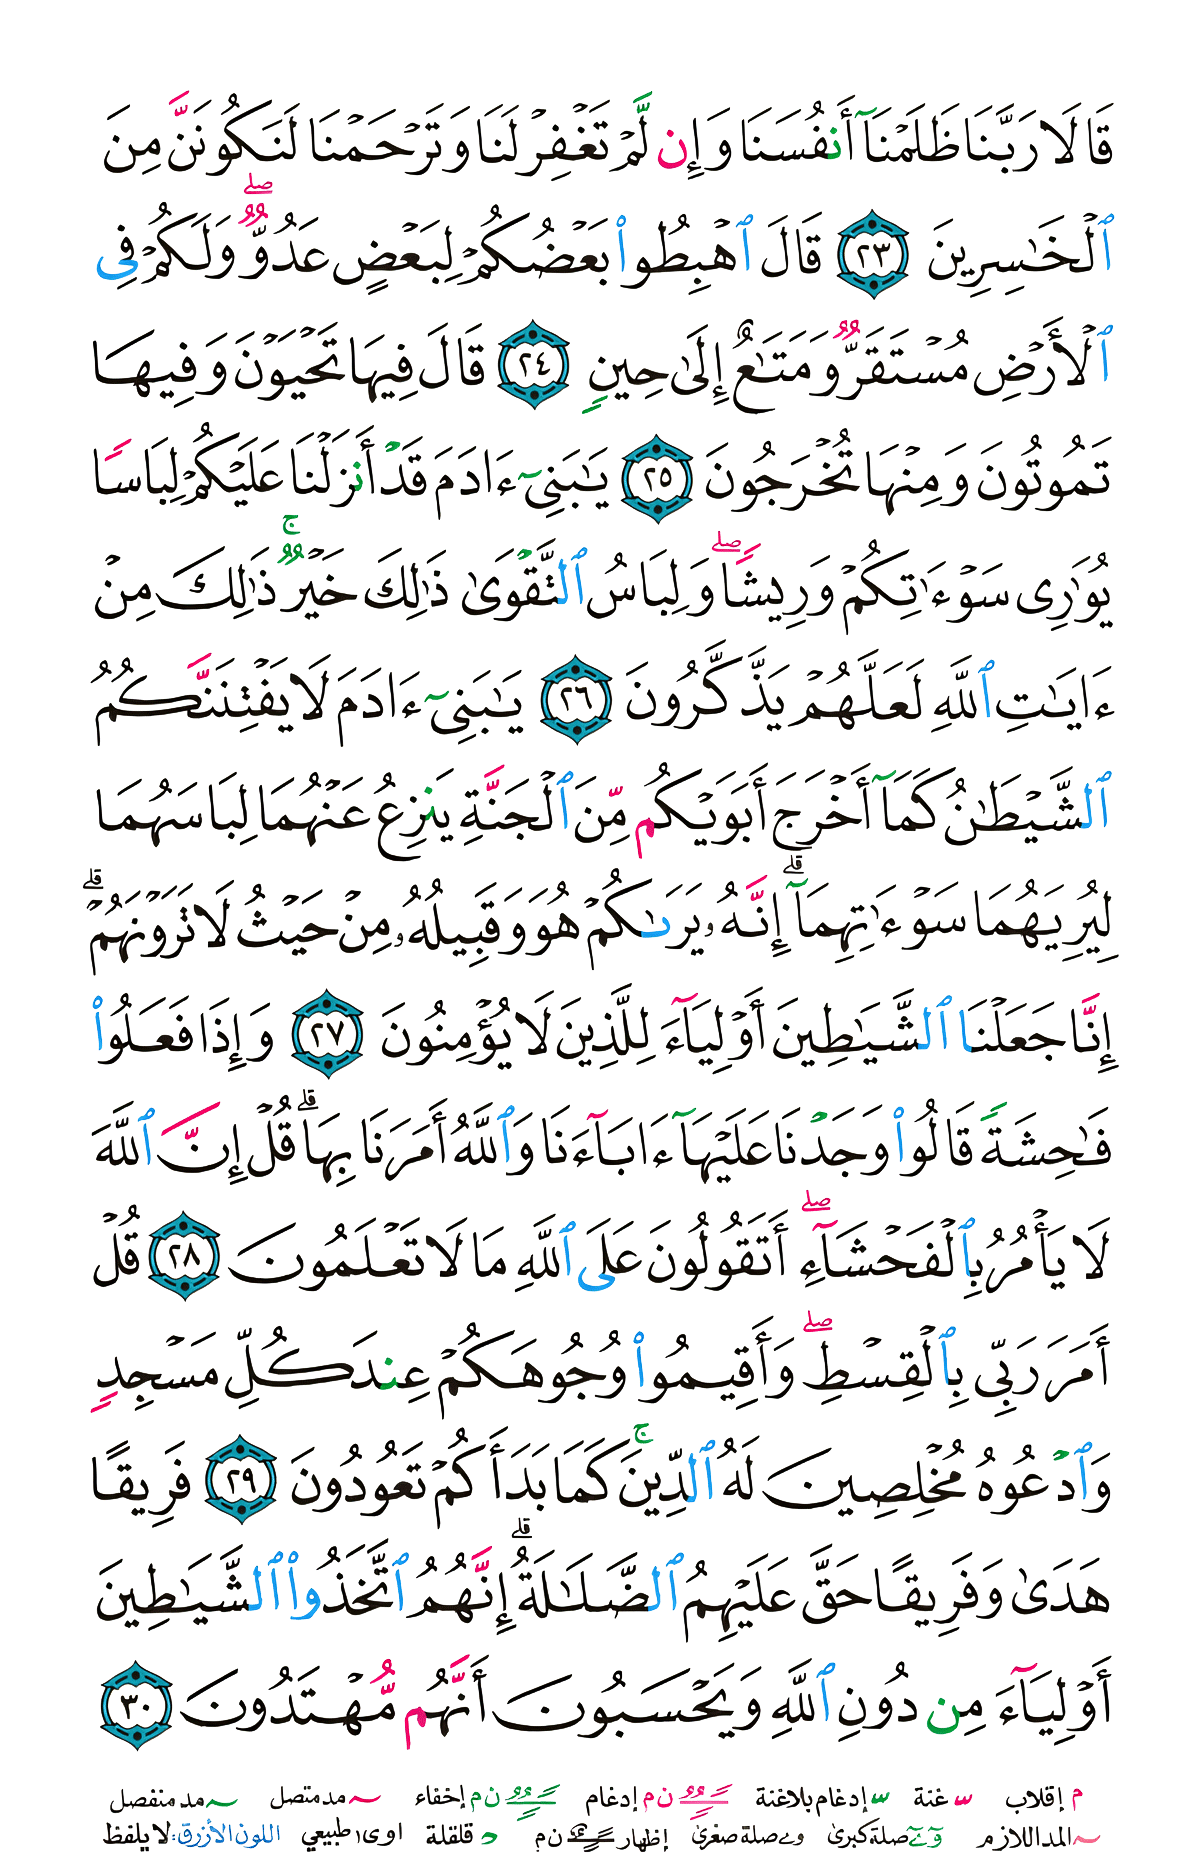 قَالَا رَبَّنَا ظَلَمْنَآ أَنفُسَنَا وَإِن لَّمْ تَغْفِرْ لَنَا وَتَرْحَمْنَا لَنَكُونَنَّ مِنَ
ٱلْخَـٰسِرِينَ ٢٣ قَالَ ٱهْبِطُوا۟ بَعْضُكُمْ لِبَعْضٍ عَدُوٌّ ۖ وَلَكُمْ فِى
ٱلْأَرْضِ مُسْتَقَرٌّ وَمَتَـٰعٌ إِلَىٰ حِينٍ ٢٤ قَالَ فِيهَا تَحْيَوْنَ وَفِيهَا
تَمُوتُونَ وَمِنْهَا تُخْرَجُونَ ٢٥ يَـٰبَنِىٓ ءَادَمَ قَدْ أَنزَلْنَا عَلَيْكُمْ لِبَاسًا
يُوَٰرِى سَوْءَٰتِكُمْ وَرِيشًا ۖ وَلِبَاسُ ٱلتَّقْوَىٰ ذَٰلِكَ خَيْرٌ ۚ ذَٰلِكَ مِنْ
ءَايَـٰتِ ٱللَّهِ لَعَلَّهُمْ يَذَّكَّرُونَ ٢٦ يَـٰبَنِىٓ ءَادَمَ لَا يَفْتِنَنَّكُمُ
ٱلشَّيْطَـٰنُ كَمَآ أَخْرَجَ أَبَوَيْكُم مِّنَ ٱلْجَنَّةِ يَنزِعُ عَنْهُمَا لِبَاسَهُمَا
لِيُرِيَهُمَا سَوْءَٰتِهِمَآ ۗ إِنَّهُۥ يَرَىٰكُمْ هُوَ وَقَبِيلُهُۥ مِنْ حَيْثُ لَا تَرَوْنَهُمْ ۗ
إِنَّا جَعَلْنَا ٱلشَّيَـٰطِينَ أَوْلِيَآءَ لِلَّذِينَ لَا يُؤْمِنُونَ ٢٧ وَإِذَا فَعَلُوا۟
فَـٰحِشَةً قَالُوا۟ وَجَدْنَا عَلَيْهَآ ءَابَآءَنَا وَٱللَّهُ أَمَرَنَا بِهَا ۗ قُلْ إِنَّ ٱللَّهَ
لَا يَأْمُرُ بِٱلْفَحْشَآءِ ۖ أَتَقُولُونَ عَلَى ٱللَّهِ مَا لَا تَعْلَمُونَ ٢٨ قُلْ
أَمَرَ رَبِّى بِٱلْقِسْطِ ۖ وَأَقِيمُوا۟ وُجُوهَكُمْ عِندَ كُلِّ مَسْجِدٍ
وَٱدْعُوهُ مُخْلِصِينَ لَهُ ٱلدِّينَ ۚ كَمَا بَدَأَكُمْ تَعُودُونَ ٢٩ فَرِيقًا
هَدَىٰ وَفَرِيقًا حَقَّ عَلَيْهِمُ ٱلضَّلَـٰلَةُ ۗ إِنَّهُمُ ٱتَّخَذُوا۟ ٱلشَّيَـٰطِينَ
أَوْلِيَآءَ مِن دُونِ ٱللَّهِ وَيَحْسَبُونَ أَنَّهُم مُّهْتَدُونَ ٣٠
م إقلاب غنة إدغام بلاغنة ن م إدغام ن م إخفاء مد متصل مد منفصل
المد اللازم صلة كبرى و ے صلة صغرى إظهار ن م قلقلة اوى طبيعي اللون الأزرق: لا يلفظ